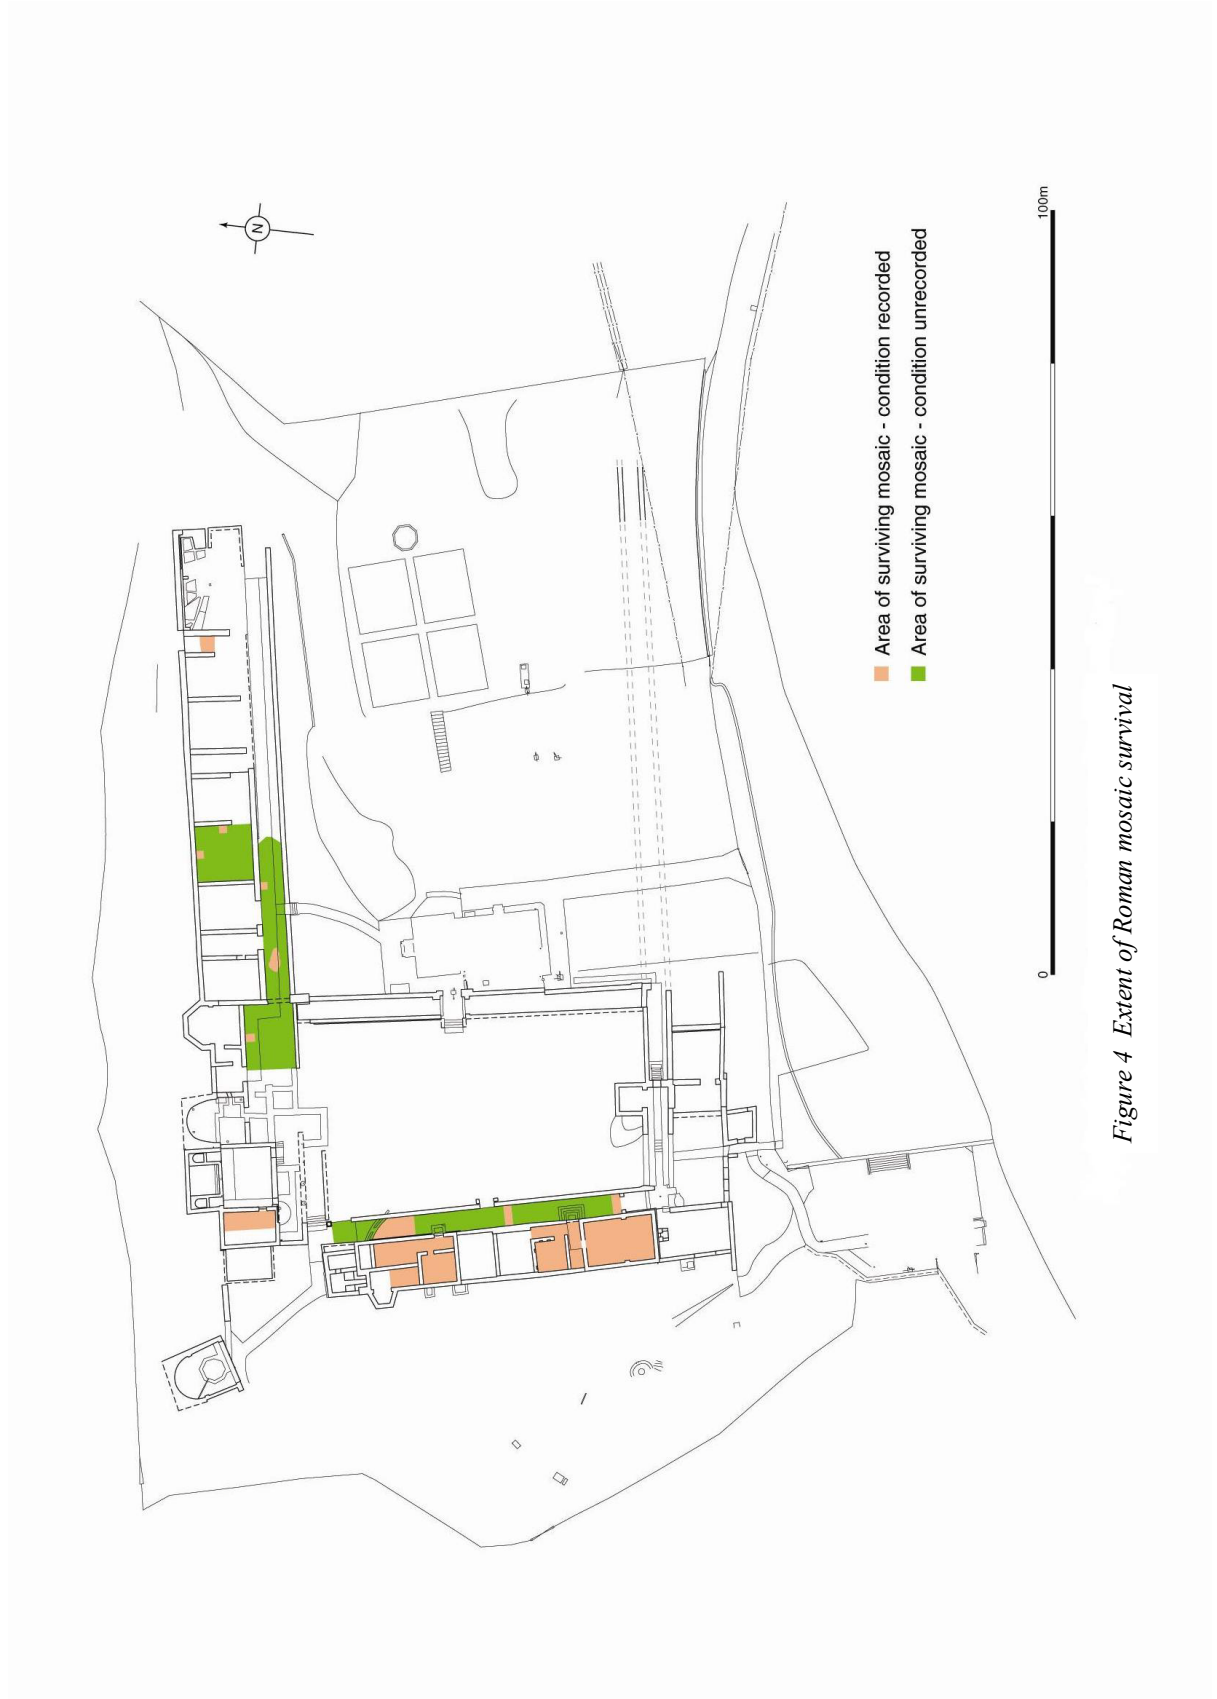 N
Area of surviving mosaic - condition recorded
Area of surviving mosaic - condition unrecorded
0
100m
Figure 4 Extent of Roman mosaic survival